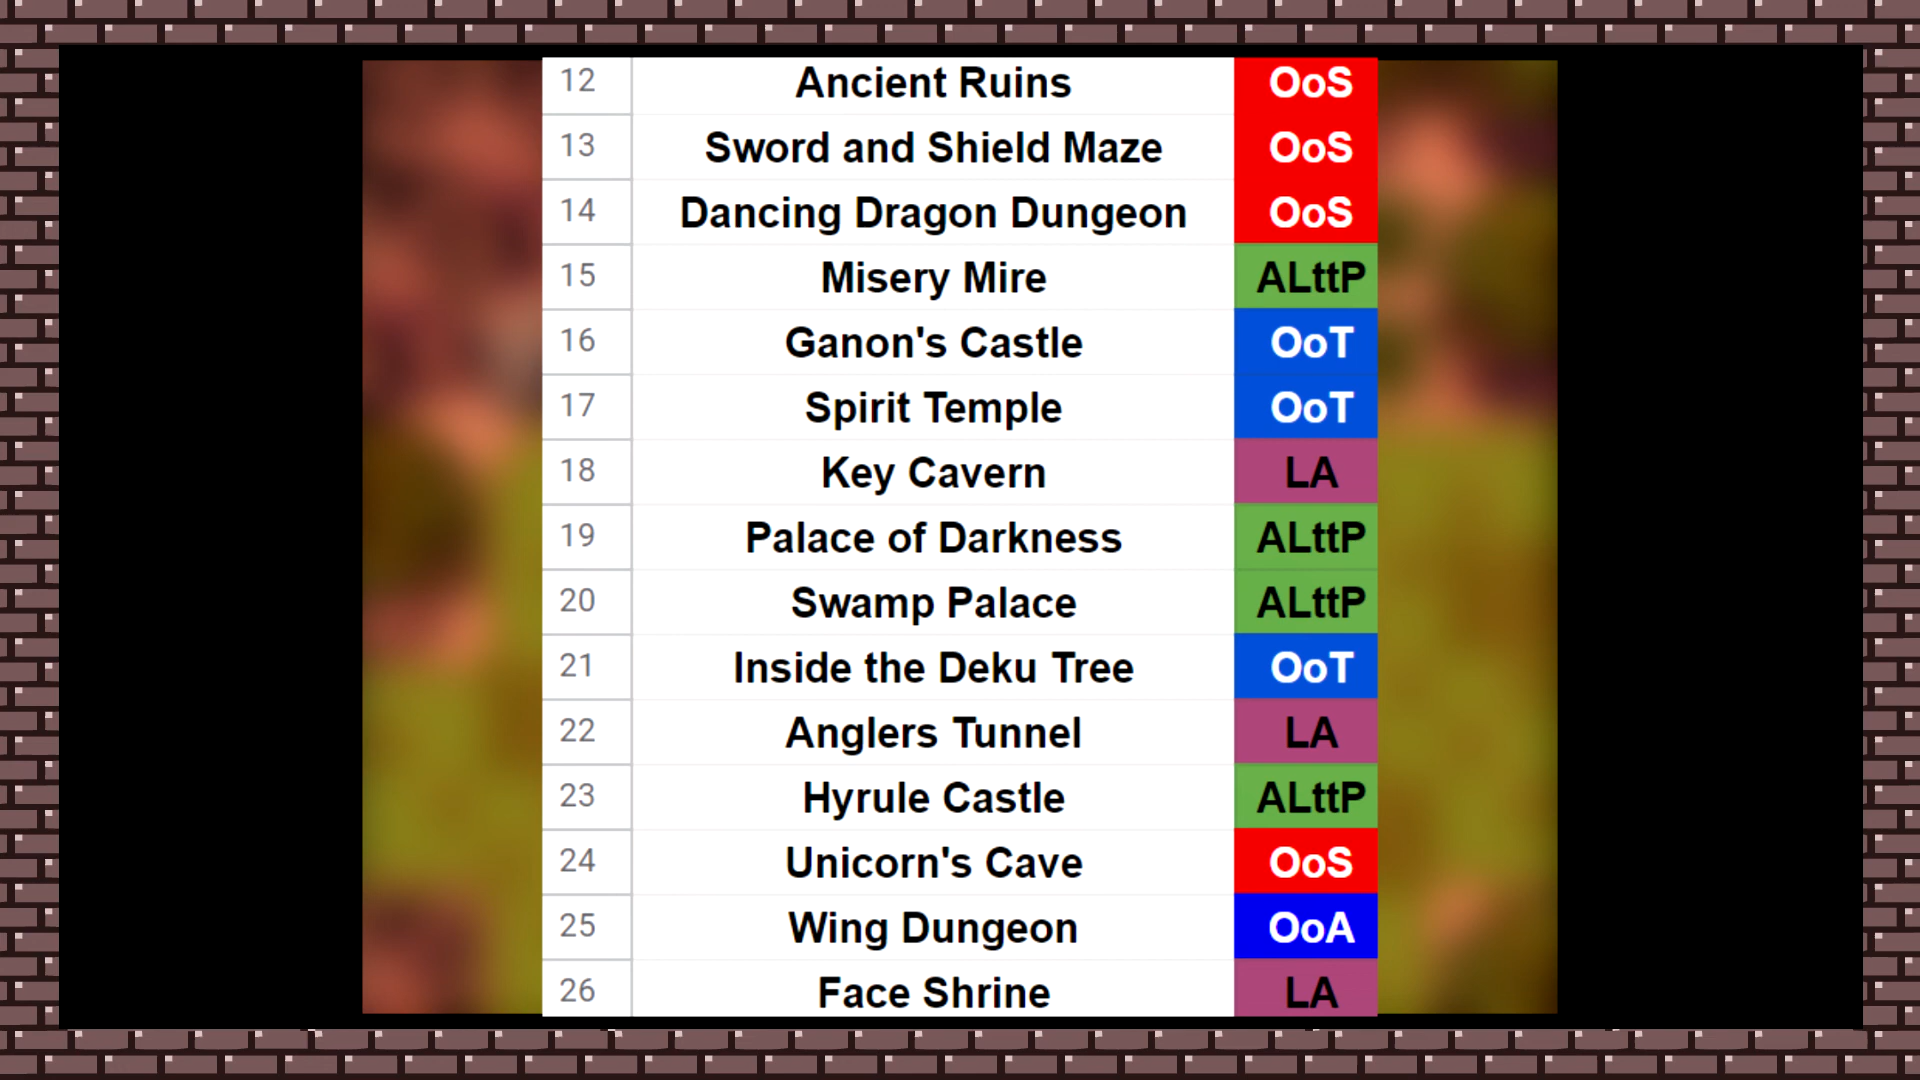 12 Ancient Ruins OoS
13 Sword and Shield Maze OoS
14 Dancing Dragon Dungeon OoS
15 Misery Mire ALttP
16 Ganon's Castle OoT
17 Spirit Temple OoT
18 Key Cavern LA
19 Palace of Darkness ALttP
20 Swamp Palace ALttP
21 Inside the Deku Tree OoT
22 Anglers Tunnel LA
23 Hyrule Castle ALttP
24 Unicorn's Cave OoS
25 Wing Dungeon OoA
26 Face Shrine LA